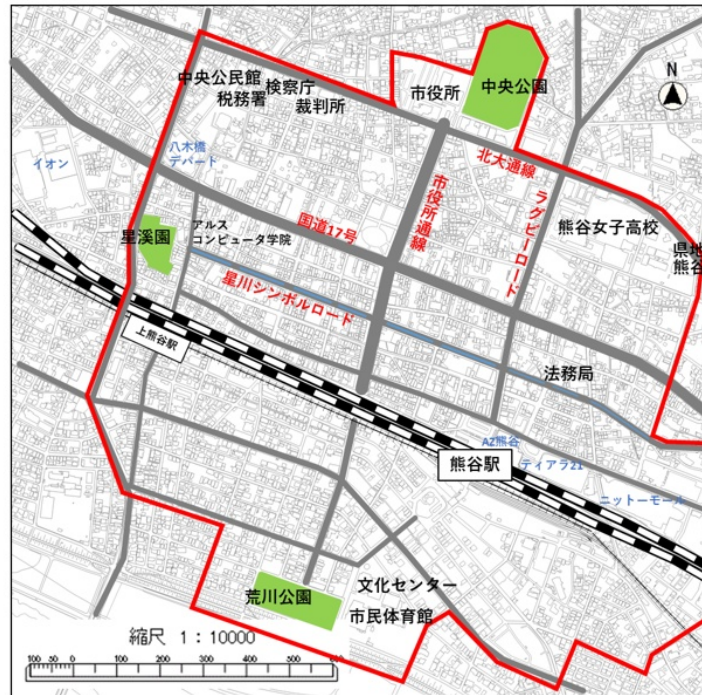 中央公民館
税務署
検察庁
裁判所
市役所
中央公園
N
八木橋
デパート
イオン
北大通線
市役所通線
ラグビーロード
国道17号
熊谷女子高校
星溪園
アルス
コンピュータ学院
星川シンボルロード
県地
熊谷
上熊谷駅
法務局
AZ熊谷
熊谷駅
ティアラ21
ニットーモール
文化センター
荒川公園
市民体育館
縮尺 1:10000
100 50 0 100 200 300 400 500